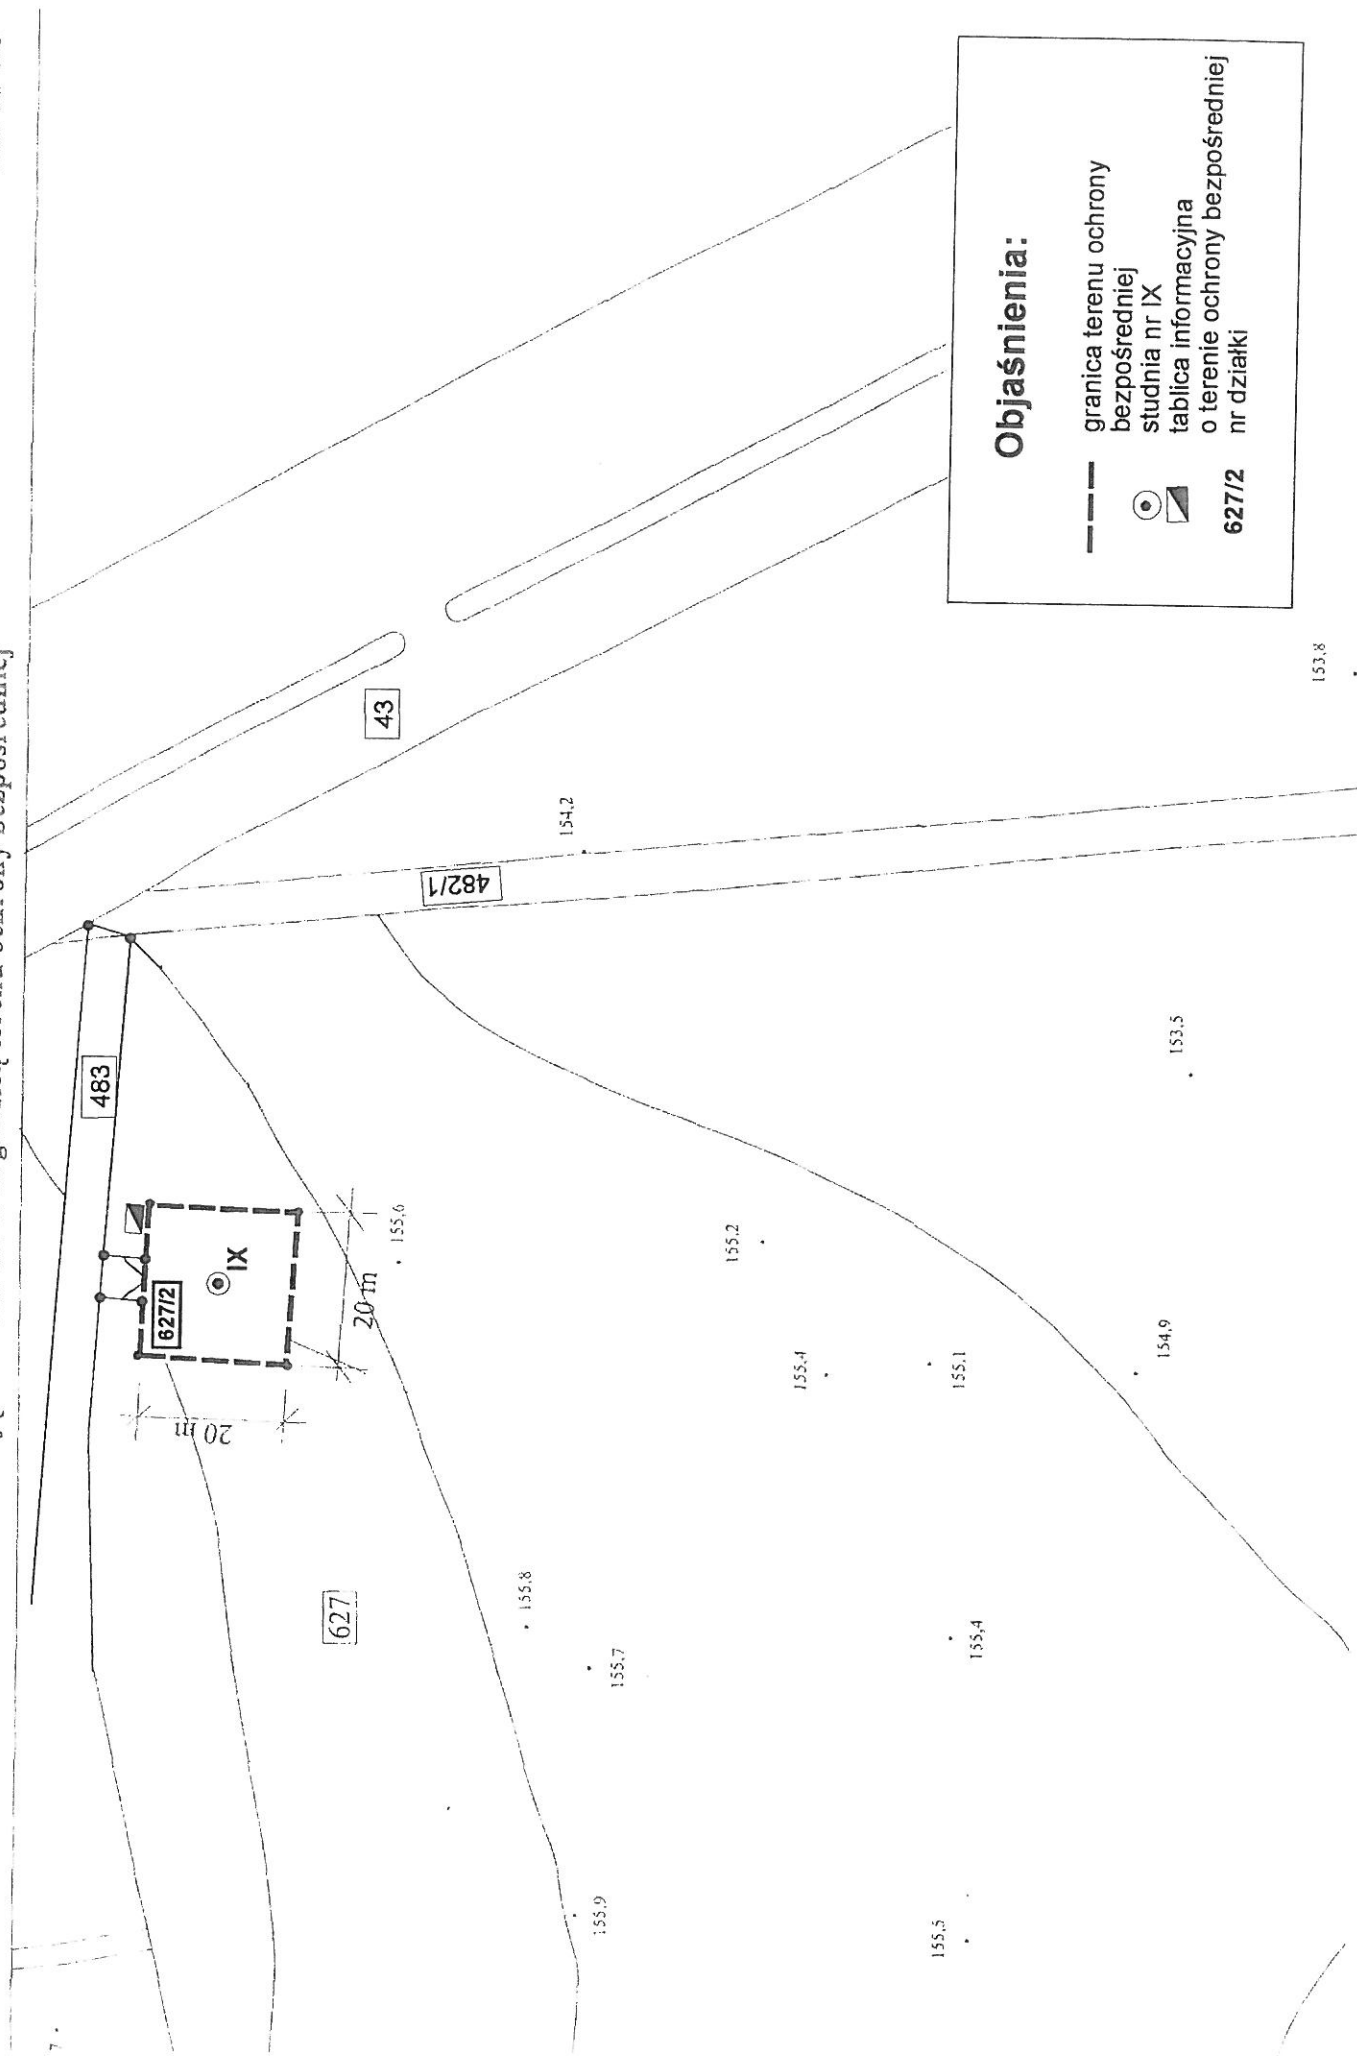 bezpośredniej
483
43
482/1
627/2
IX
20 m
20 m
627
154.2
155.6
155.2
155.4
155.1
154.9
153.5
153.8
155.8
155.7
155.4
155.9
155.5
7
Objaśnienia:
granica terenu ochrony
bezpośredniej
studnia nr IX
tablica informacyjna
o terenie ochrony bezpośredniej
627/2 nr działki